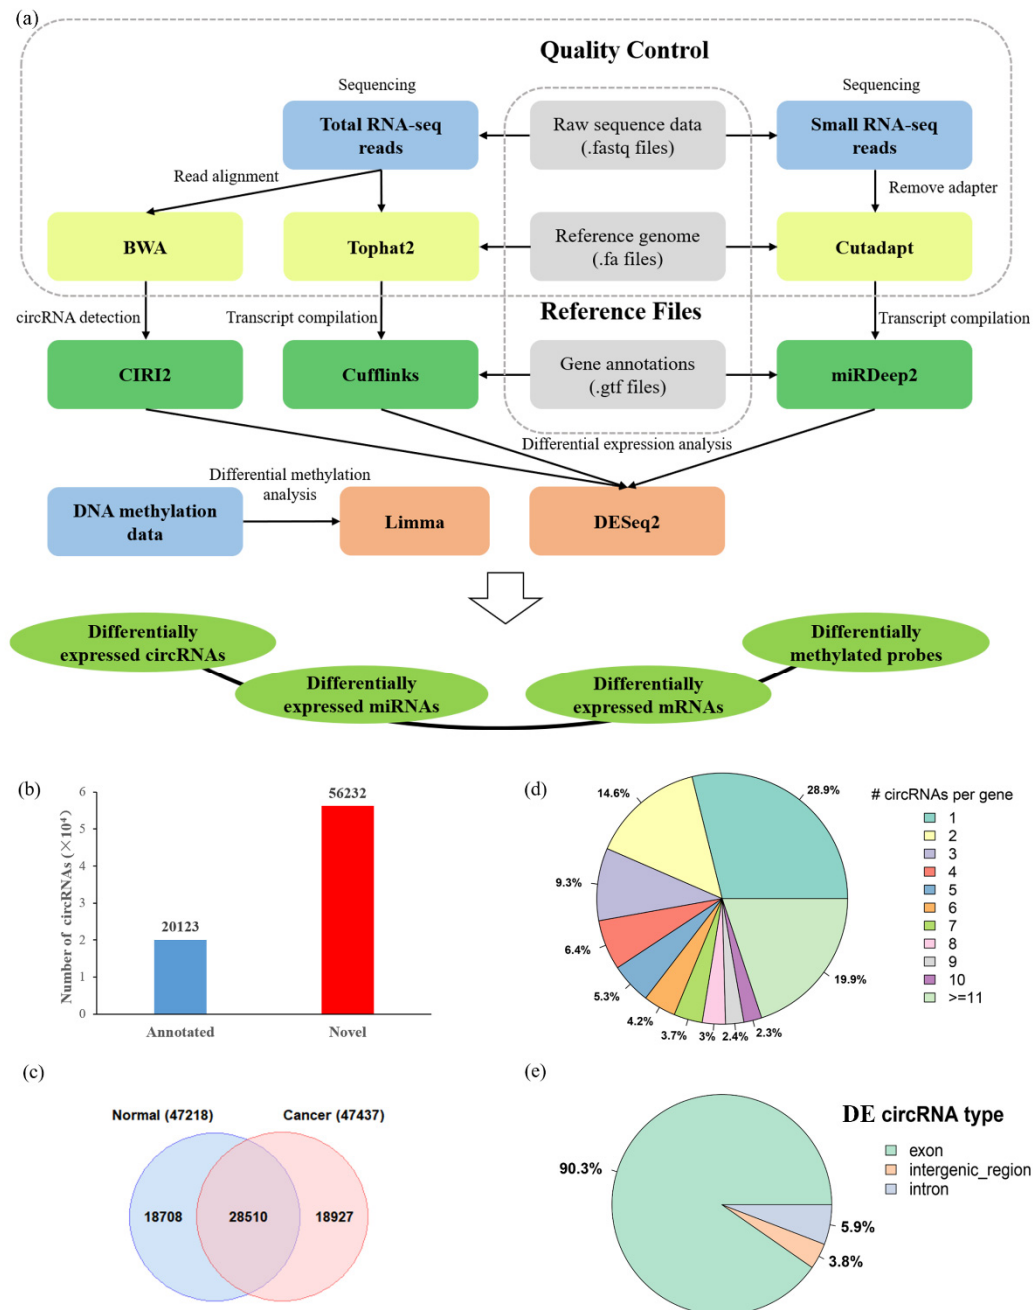 (a)
Quality Control
Sequencing
Sequencing
Total RNA-seq
reads
Raw sequence data
(.fastq files)
Small RNA-seq
reads
Read alignment
Remove adapter
BWA
Tophat2
Reference genome
(.fa files)
Cutadapt
circRNA detection
Transcript compilation
Reference Files
Transcript compilation
CIRI2
Cufflinks
Gene annotations
(.gtf files)
miRDeep2
Differential expression analysis
Differential methylation
analysis
DNA methylation
data
Limma
DESeq2
Differentially
expressed circRNAs
Differentially
expressed miRNAs
Differentially
expressed mRNAs
Differentially
methylated probes
(b)
Number of circRNAs (×10⁴)
6
5
4
3
2
1
0
20123
56232
Annotated
Novel
(d)
28.9%
14.6%
9.3%
6.4%
5.3%
4.2%
3.7%
3%
2.4%
2.3%
19.9%
# circRNAs per gene
1
2
3
4
5
6
7
8
9
10
>=11
(c)
Normal (47218)
Cancer (47437)
18708
28510
18927
(e)
DE circRNA type
exon
intergenic_region
intron
90.3%
5.9%
3.8%